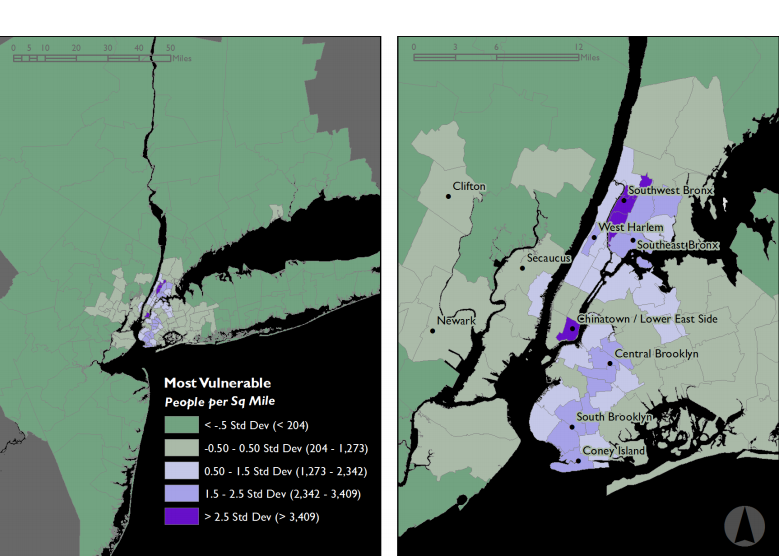 0 5 10 20 30 40 50
Miles
Most Vulnerable
People per Sq Mile
< -.5 Std Dev (< 204)
-0.50 - 0.50 Std Dev (204 - 1,273)
0.50 - 1.5 Std Dev (1,273 - 2,342)
1.5 - 2.5 Std Dev (2,342 - 3,409)
> 2.5 Std Dev (> 3,409)
0 3 6 12
Miles
Clifton
Southwest Bronx
West Harlem
Southeast Bronx
Secaucus
Newark
Chinatown / Lower East Side
Central Brooklyn
South Brooklyn
Coney Island